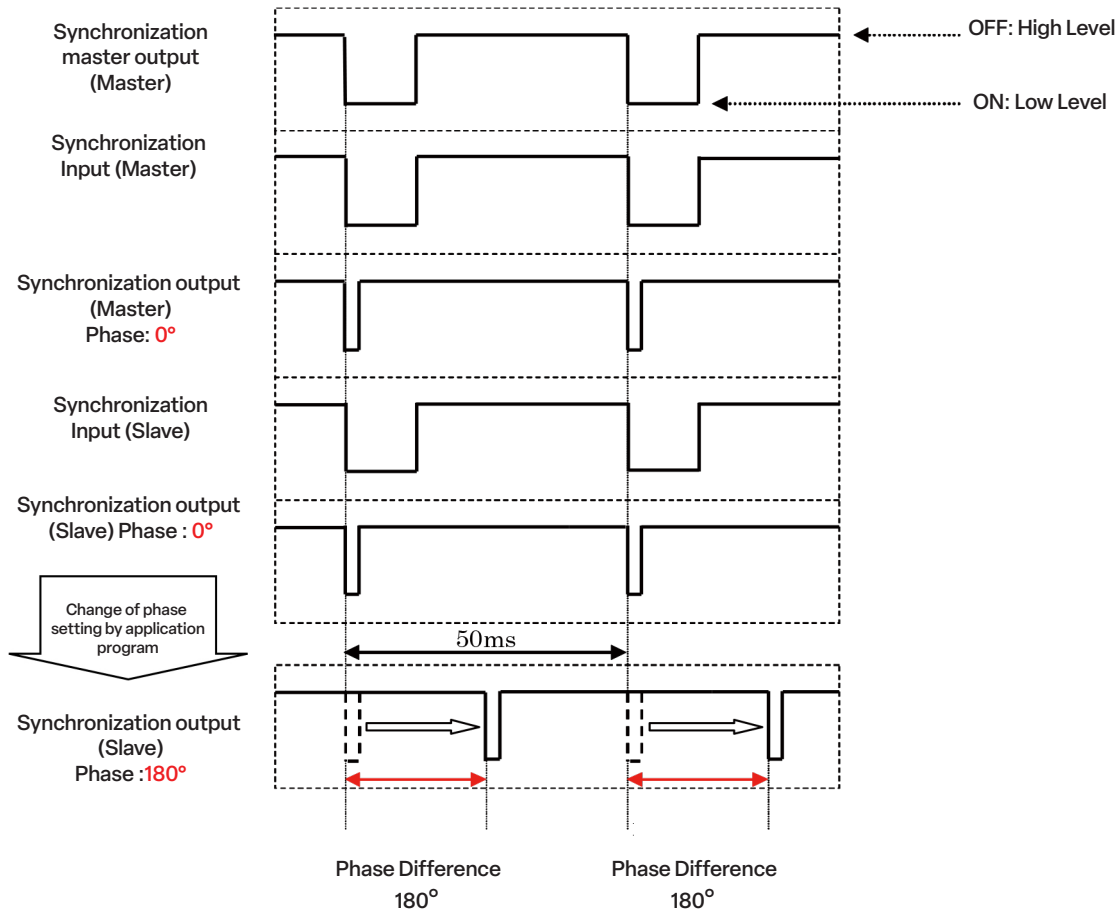 Synchronization
master output
(Master)
OFF: High Level
ON: Low Level
Synchronization
Input (Master)
Synchronization output
(Master)
Phase: 0°
Synchronization
Input (Slave)
Synchronization output
(Slave) Phase : 0°
Change of phase
setting by application
program
50ms
Synchronization output
(Slave)
Phase :180°
Phase Difference
180°
Phase Difference
180°